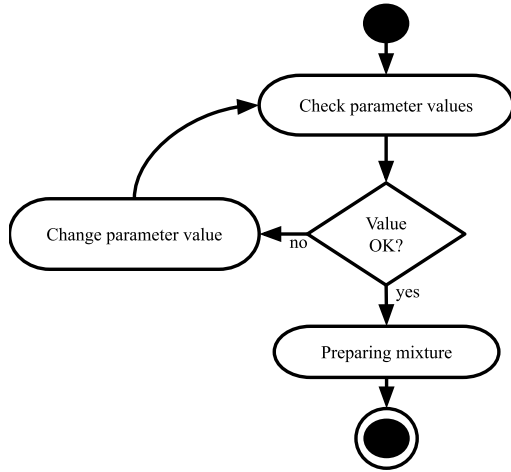 Check parameter values
Value
OK?
no
Change parameter value
yes
Preparing mixture